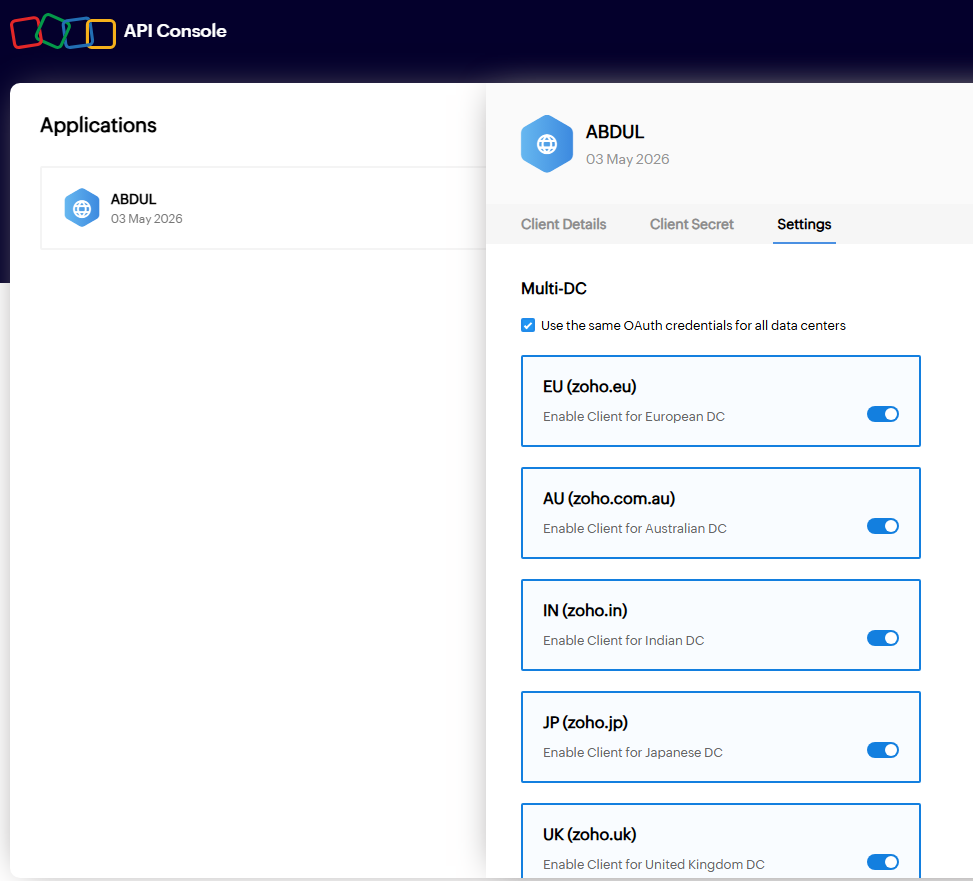 API Console
Applications
ABDUL
03 May 2026
ABDUL
03 May 2026
Client Details
Client Secret
Settings
Multi-DC
Use the same OAuth credentials for all data centers
EU (zoho.eu)
Enable Client for European DC
AU (zoho.com.au)
Enable Client for Australian DC
IN (zoho.in)
Enable Client for Indian DC
JP (zoho.jp)
Enable Client for Japanese DC
UK (zoho.uk)
Enable Client for United Kingdom DC